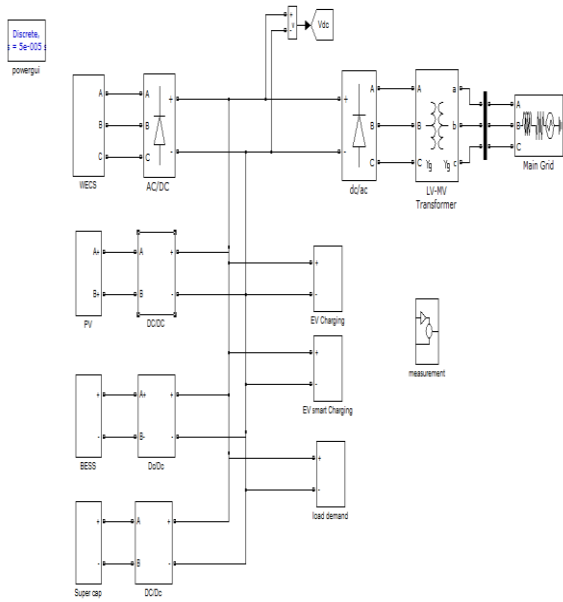 Discrete,
s = 5e-005 s
powergui
+
-
v
Vdc
A
B
C
WECS
A
B
C
+
-
AC/DC
+
-
A
B
C
dc/ac
A
B
C
a
b
c
Yg
Yg
LV-MV
Transformer
A
B
C
Main Grid
A+
B+
PV
A
B
+
-
DC/DC
+
-
EV Charging
measurement
+
-
EV smart Charging
+
-
BESS
A+
B-
+
-
Dc/Dc
+
-
load demand
+
-
Super cap
A
B
+
-
DC/Dc